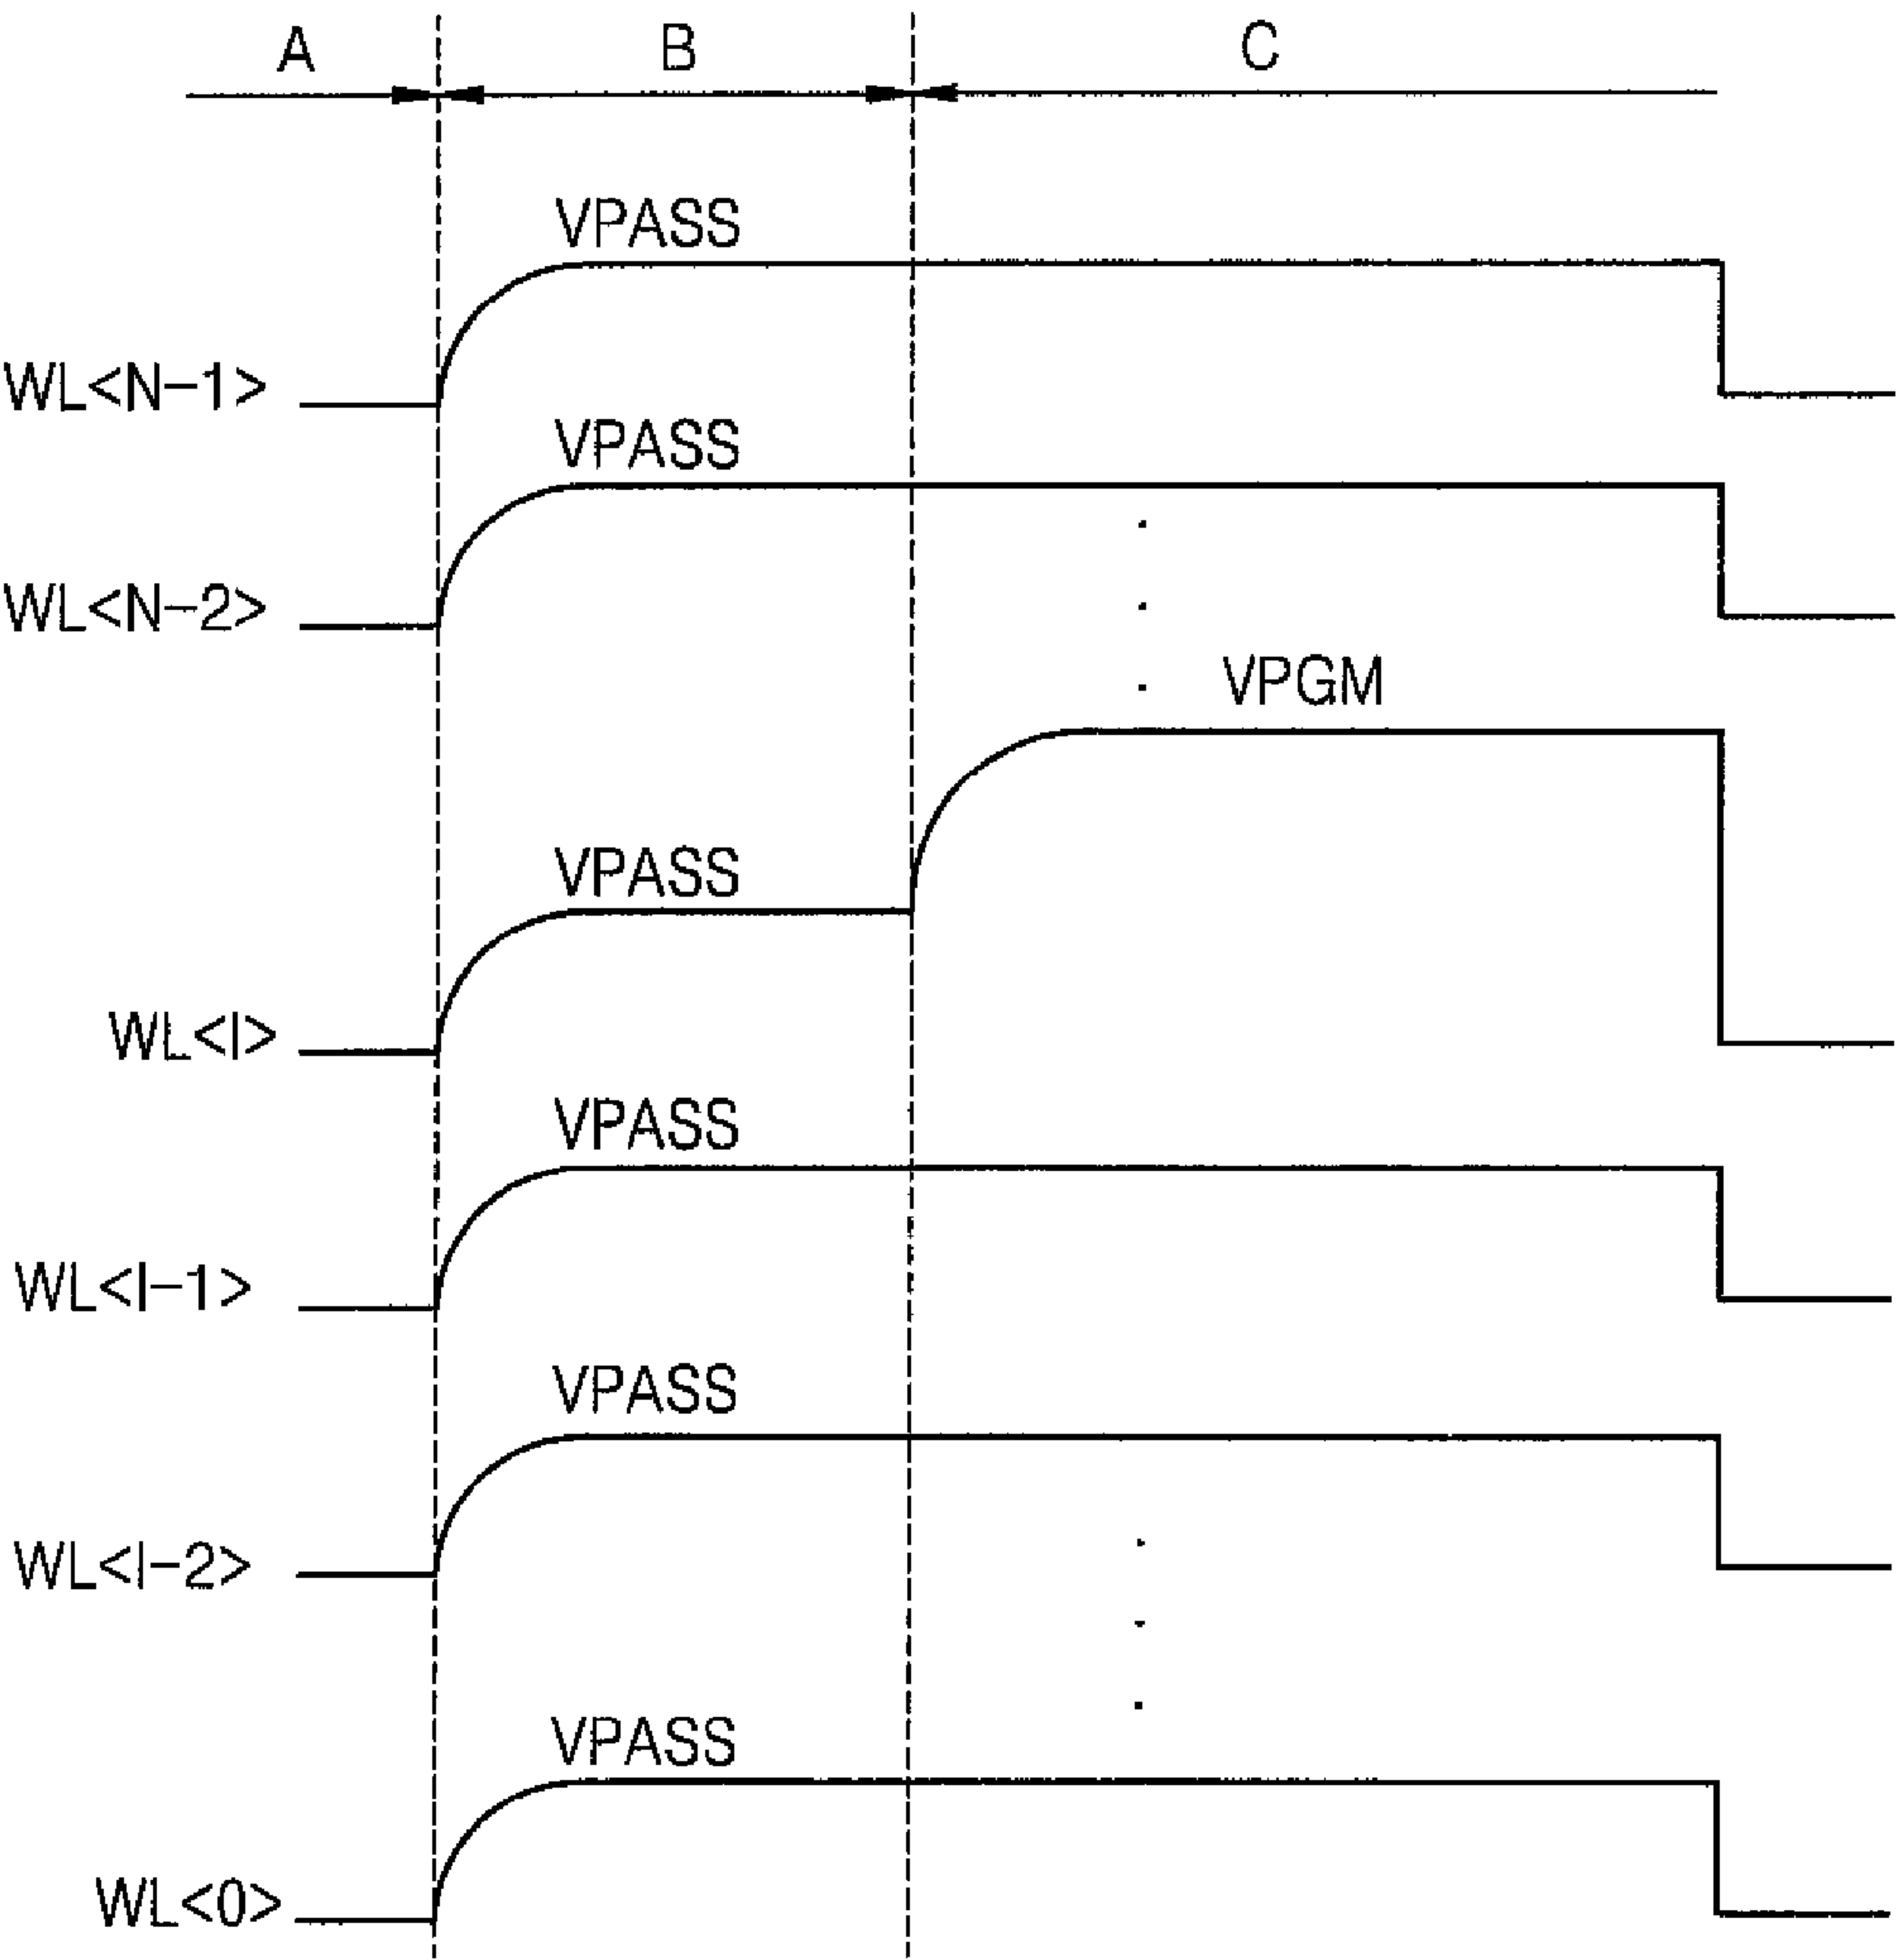 A B C
VPASS
WL<N-1>
VPASS
WL<N-2>
VPGM
VPASS
WL<I>
VPASS
WL<I-1>
VPASS
WL<I-2>
VPASS
WL<0>